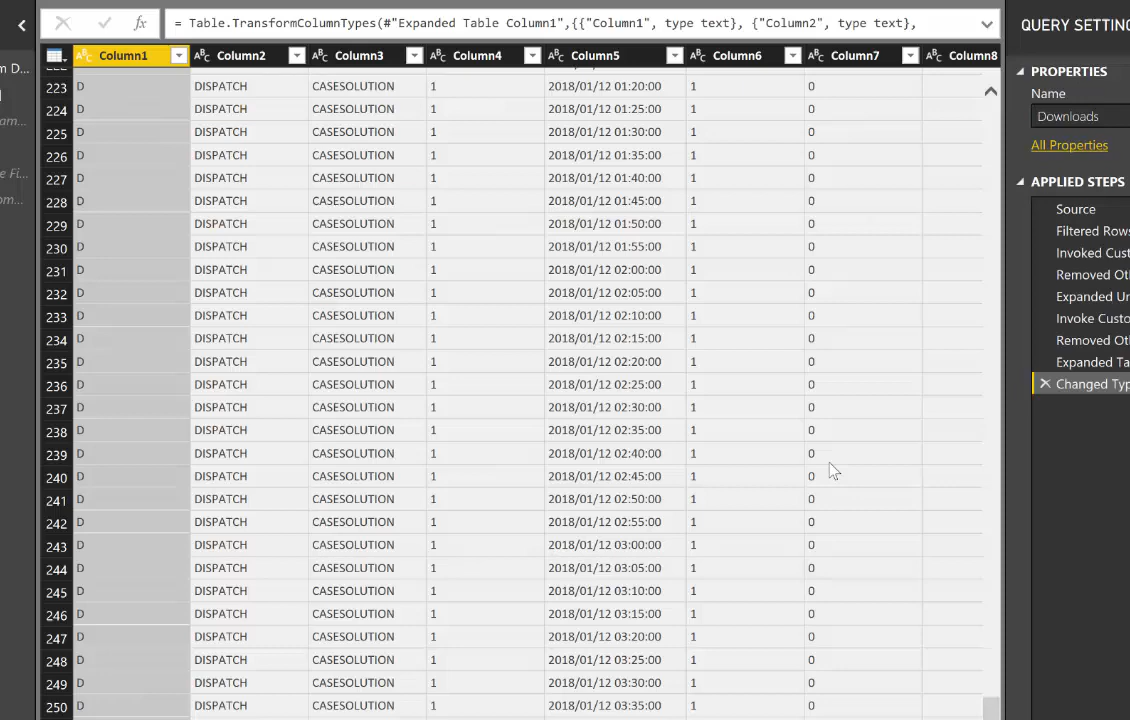 = Table.TransformColumnTypes(#"Expanded Table Column1",{{"Column1", type text}, {"Column2", type text},
Column1 Column2 Column3 Column4 Column5 Column6 Column7 Column8
223 D DISPATCH CASESOLUTION 1 2018/01/12 01:20:00 1 0
224 D DISPATCH CASESOLUTION 1 2018/01/12 01:25:00 1 0
225 D DISPATCH CASESOLUTION 1 2018/01/12 01:30:00 1 0
226 D DISPATCH CASESOLUTION 1 2018/01/12 01:35:00 1 0
227 D DISPATCH CASESOLUTION 1 2018/01/12 01:40:00 1 0
228 D DISPATCH CASESOLUTION 1 2018/01/12 01:45:00 1 0
229 D DISPATCH CASESOLUTION 1 2018/01/12 01:50:00 1 0
230 D DISPATCH CASESOLUTION 1 2018/01/12 01:55:00 1 0
231 D DISPATCH CASESOLUTION 1 2018/01/12 02:00:00 1 0
232 D DISPATCH CASESOLUTION 1 2018/01/12 02:05:00 1 0
233 D DISPATCH CASESOLUTION 1 2018/01/12 02:10:00 1 0
234 D DISPATCH CASESOLUTION 1 2018/01/12 02:15:00 1 0
235 D DISPATCH CASESOLUTION 1 2018/01/12 02:20:00 1 0
236 D DISPATCH CASESOLUTION 1 2018/01/12 02:25:00 1 0
237 D DISPATCH CASESOLUTION 1 2018/01/12 02:30:00 1 0
238 D DISPATCH CASESOLUTION 1 2018/01/12 02:35:00 1 0
239 D DISPATCH CASESOLUTION 1 2018/01/12 02:40:00 1 0
240 D DISPATCH CASESOLUTION 1 2018/01/12 02:45:00 1 0
241 D DISPATCH CASESOLUTION 1 2018/01/12 02:50:00 1 0
242 D DISPATCH CASESOLUTION 1 2018/01/12 02:55:00 1 0
243 D DISPATCH CASESOLUTION 1 2018/01/12 03:00:00 1 0
244 D DISPATCH CASESOLUTION 1 2018/01/12 03:05:00 1 0
245 D DISPATCH CASESOLUTION 1 2018/01/12 03:10:00 1 0
246 D DISPATCH CASESOLUTION 1 2018/01/12 03:15:00 1 0
247 D DISPATCH CASESOLUTION 1 2018/01/12 03:20:00 1 0
248 D DISPATCH CASESOLUTION 1 2018/01/12 03:25:00 1 0
249 D DISPATCH CASESOLUTION 1 2018/01/12 03:30:00 1 0
250 D DISPATCH CASESOLUTION 1 2018/01/12 03:35:00 1 0
QUERY SETTING
PROPERTIES
Name
Downloads
All Properties
APPLIED STEPS
Source
Filtered Rows
Invoked Cust
Removed Oth
Expanded
Invoke Custo
Removed Oth
Expanded Ta
Changed Typ